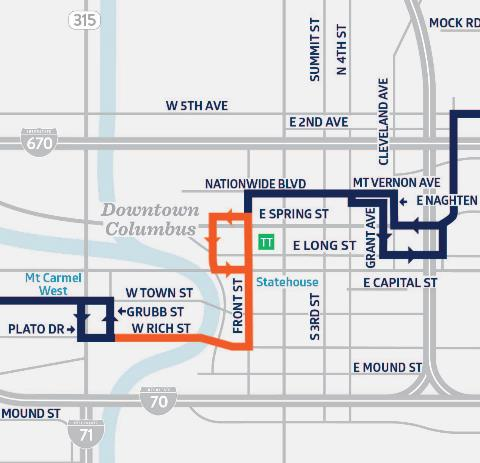 315
SUMMIT ST
N 4TH ST
MOCK RD
CLEVELAND AVE
W 5TH AVE
E 2ND AVE
INTERSTATE
670
NATIONWIDE BLVD
MT VERNON AVE
E NAGHTEN
Downtown
Columbus
E SPRING ST
GRANT AVE
TT
E LONG ST
Mt Carmel
West
Statehouse
E CAPITAL ST
W TOWN ST
GRUBB ST
FRONT ST
S 3RD ST
PLATO DR
W RICH ST
E MOUND ST
70
MOUND ST
71